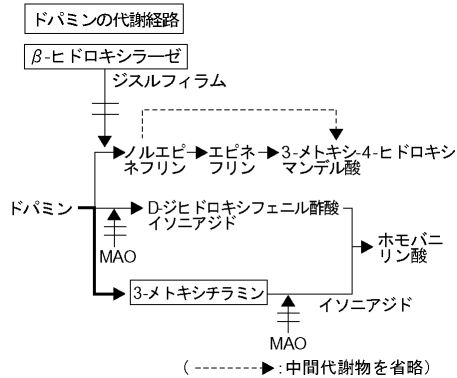 ドパミンの代謝経路
β-ヒドロキシラーゼ
ジスルフィラム
ノルエピ
ネフリン
エピネ
フリン
3-メトキシ-4-ヒドロキシ
マンデル酸
ドパミン
D-ジヒドロキシフェニル酢酸
イソニアジド
MAO
ホモバニ
リン酸
3-メトキシチラミン
イソニアジド
MAO
(----------▶:中間代謝物を省略)